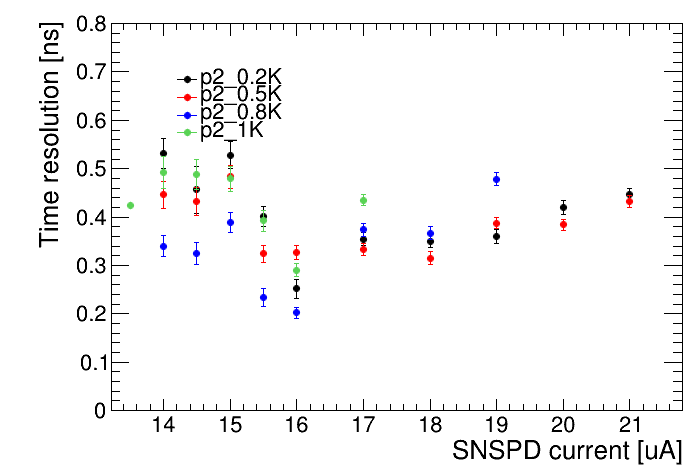 0.8
0.7
0.6
0.5
0.4
0.3
0.2
0.1
0
Time resolution [ns]
p2_0.2K
p2_0.5K
p2_0.8K
p2_1K
14 15 16 17 18 19 20 21
SNSPD current [uA]